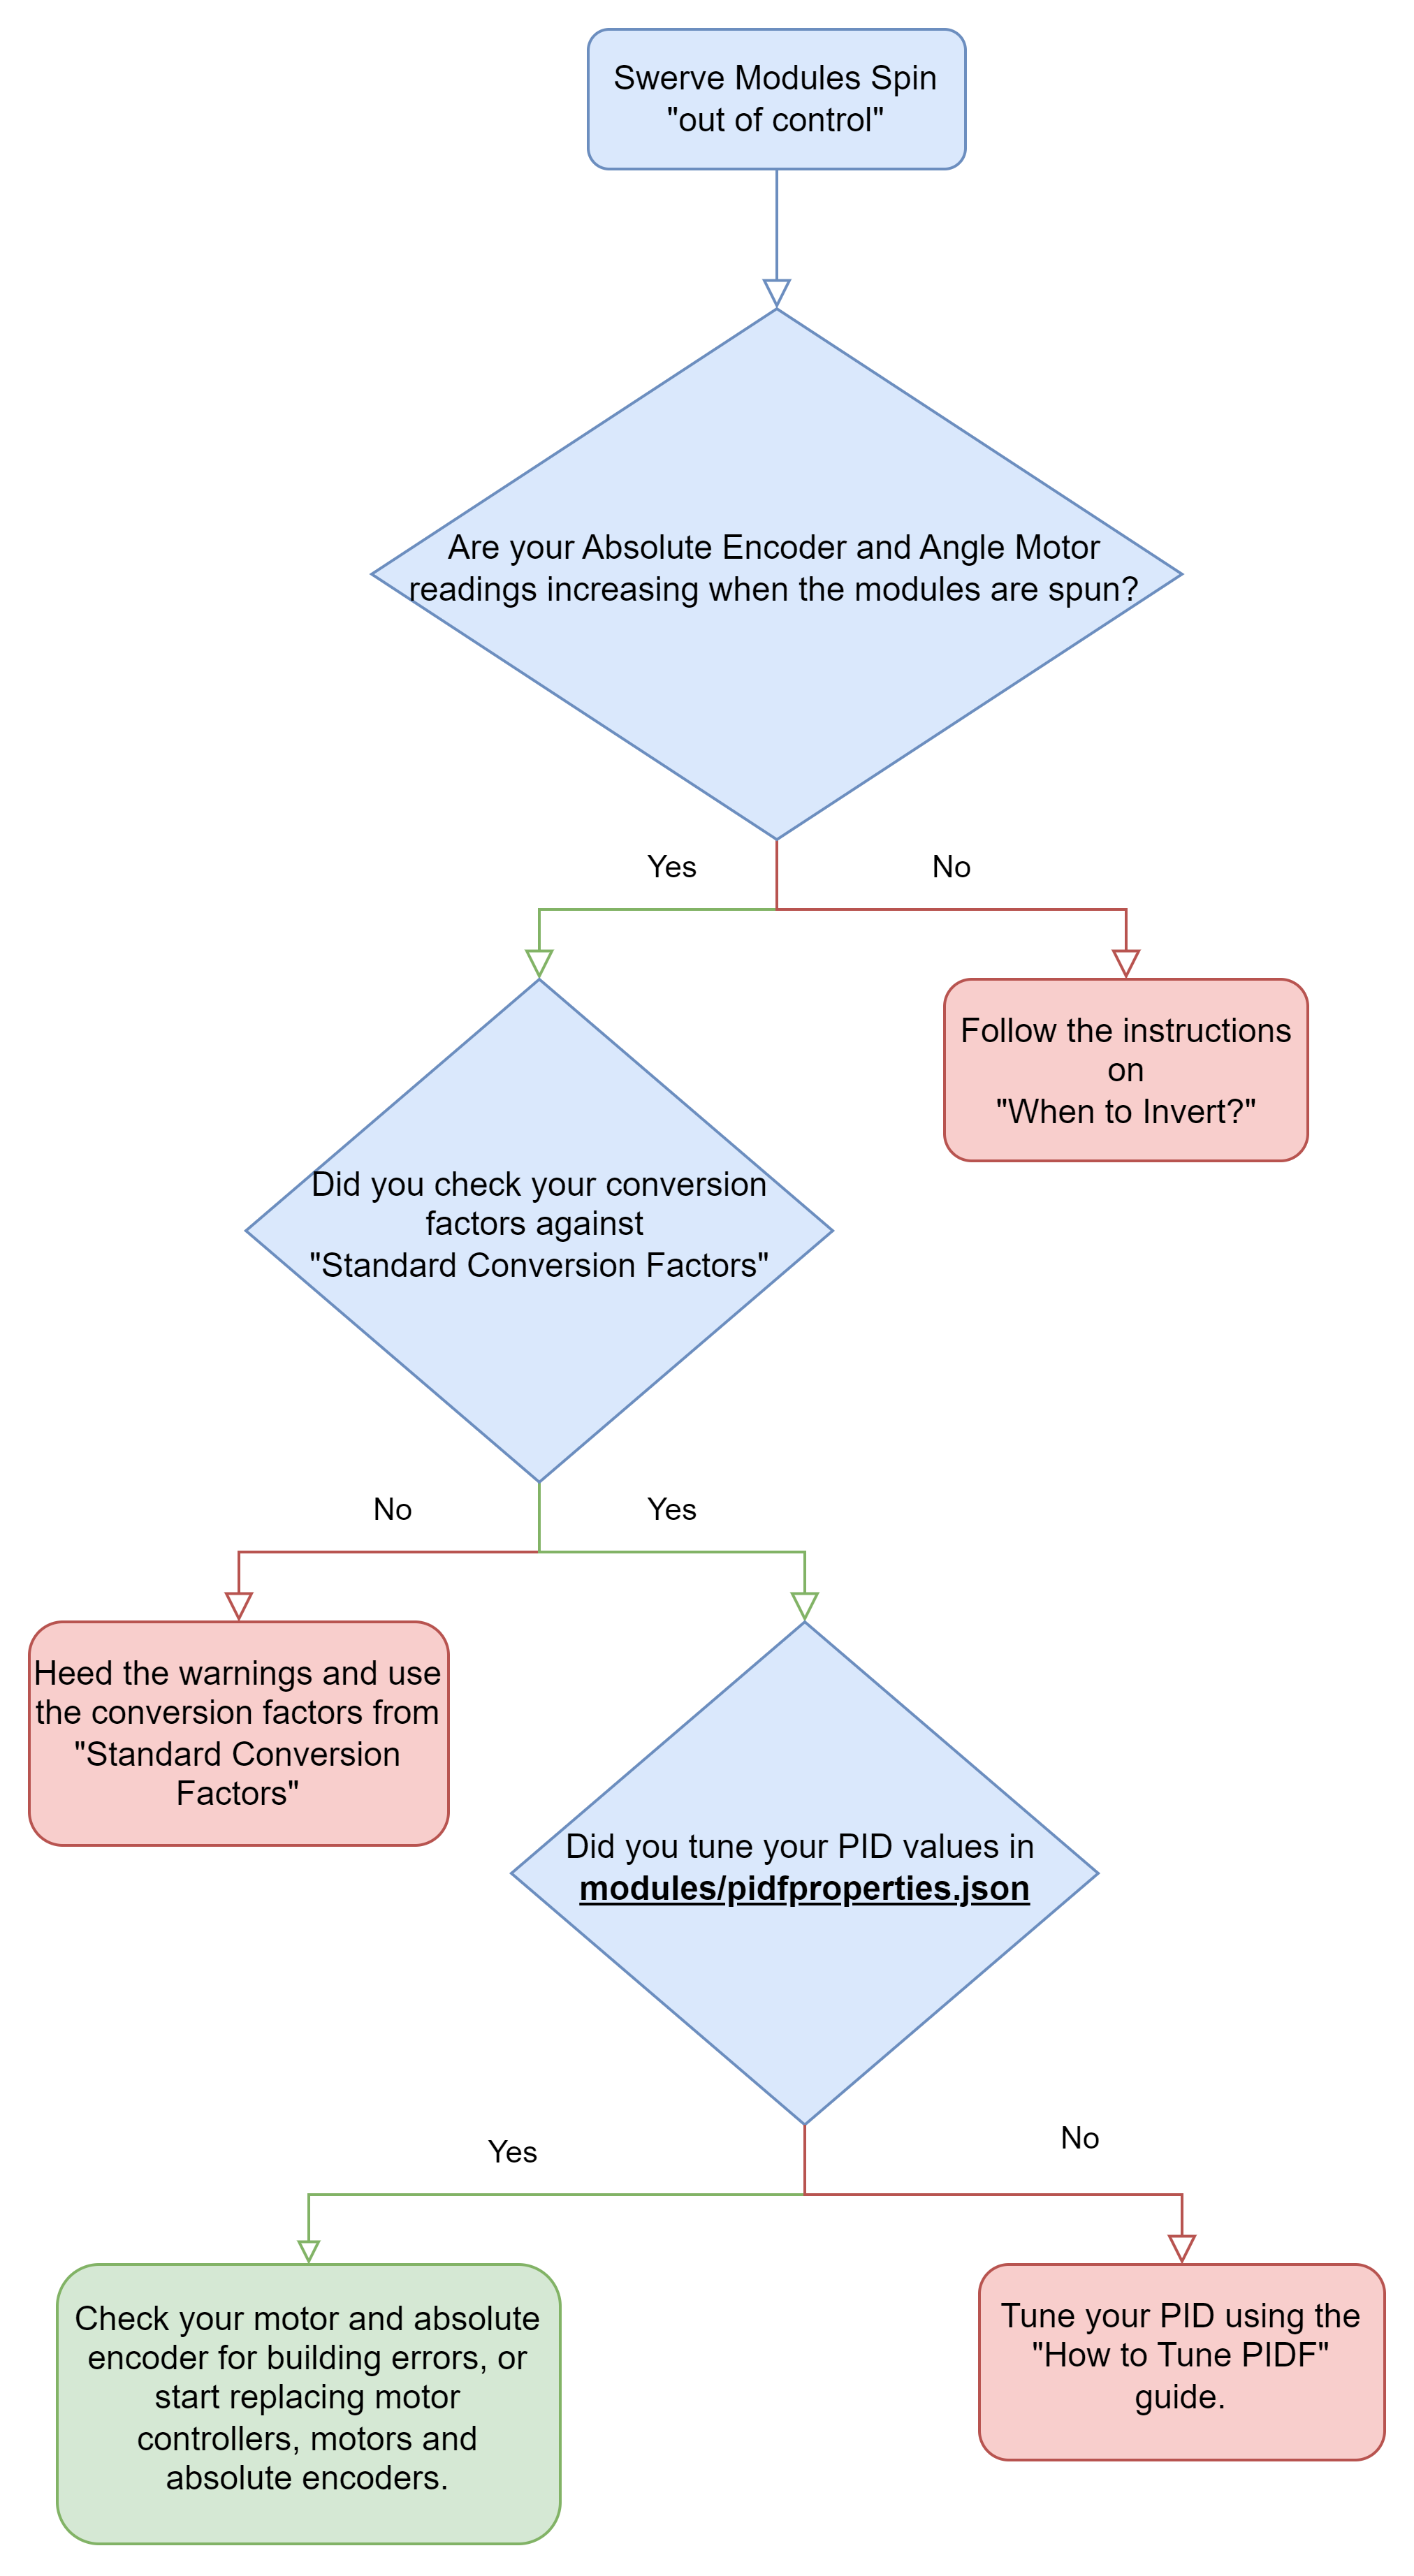 Swerve Modules Spin
"out of control"
Are your Absolute Encoder and Angle Motor
readings increasing when the modules are spun?
Yes
No
Follow the instructions
on
"When to Invert?"
Did you check your conversion
factors against
"Standard Conversion Factors"
No
Yes
Heed the warnings and use
the conversion factors from
"Standard Conversion
Factors"
Did you tune your PID values in
modules/pidfproperties.json
Yes
No
Check your motor and absolute
encoder for building errors, or
start replacing motor
controllers, motors and
absolute encoders.
Tune your PID using the
"How to Tune PIDF"
guide.